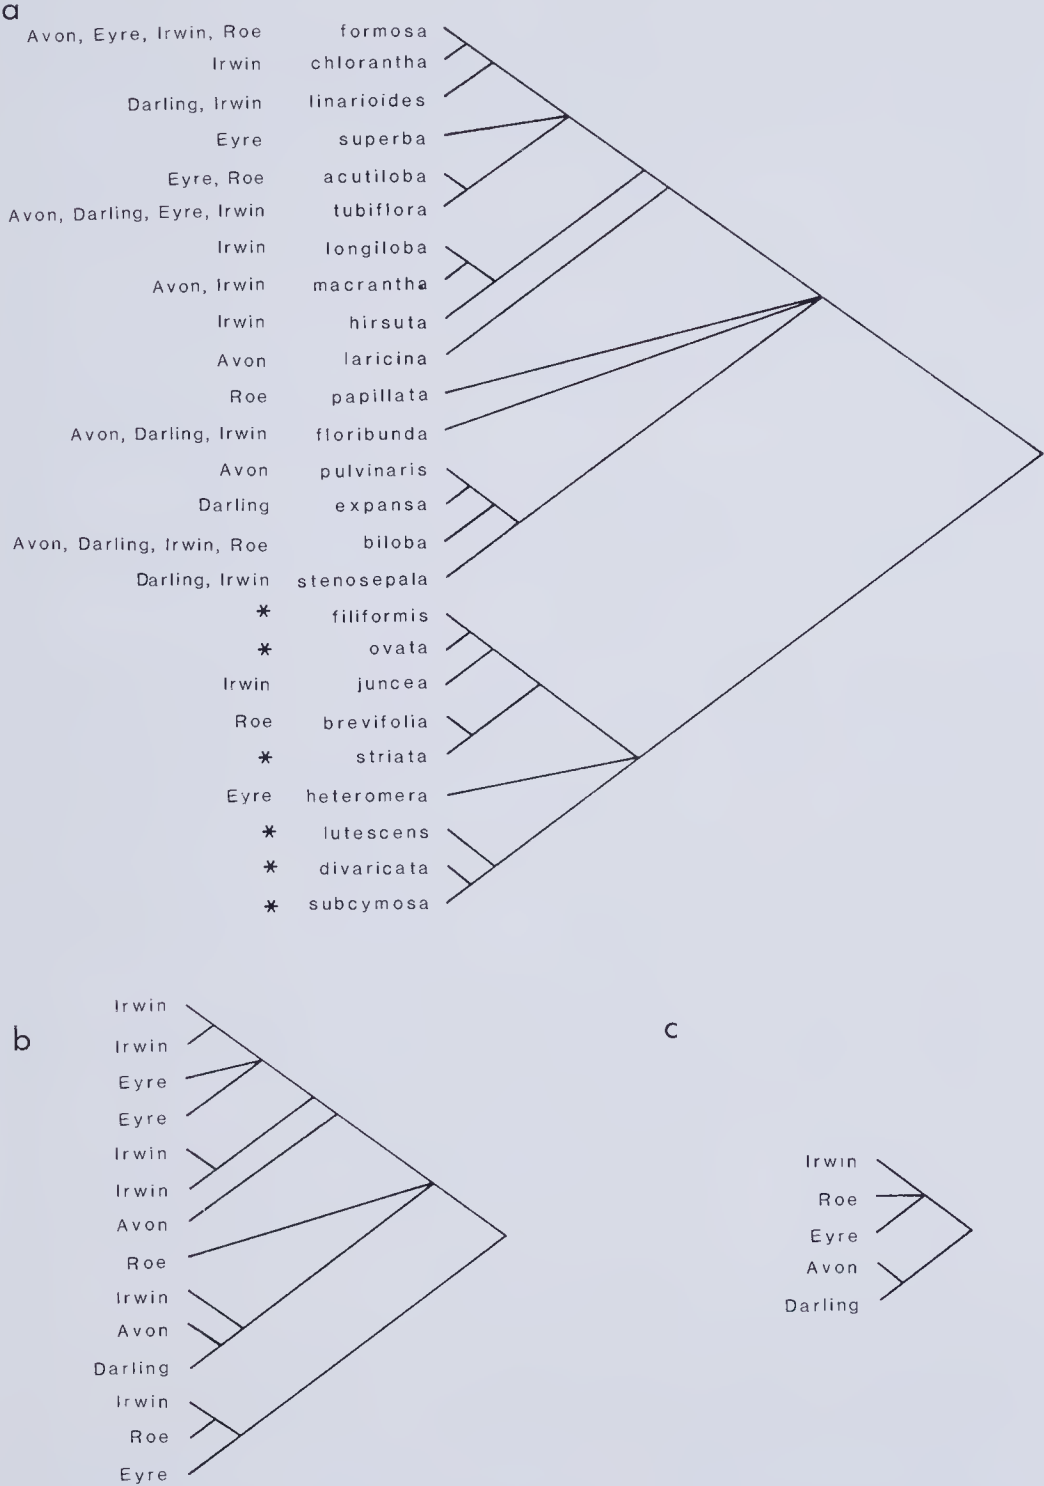 a
Avon, Eyre, Irwin, Roe formosa
Irwin chlorantha
Darling, Irwin linarioides
Eyre superba
Eyre, Roe acutiloba
Avon, Darling, Eyre, Irwin tubiflora
Irwin longiloba
Avon, Irwin macrantha
Irwin hirsuta
Avon laricina
Roe papillata
Avon, Darling, Irwin floribunda
Avon pulvinaris
Darling expansa
Avon, Darling, Irwin, Roe biloba
Darling, Irwin stenosepala
* filiformis
* ovata
Irwin juncea
Roe brevifolia
* striata
Eyre heteromera
* lutescens
* divaricata
* subcymosa
b
Irwin
Irwin
Eyre
Eyre
Irwin
Irwin
Avon
Roe
Irwin
Avon
Darling
Irwin
Roe
Eyre
c
Irwin
Roe
Eyre
Avon
Darling